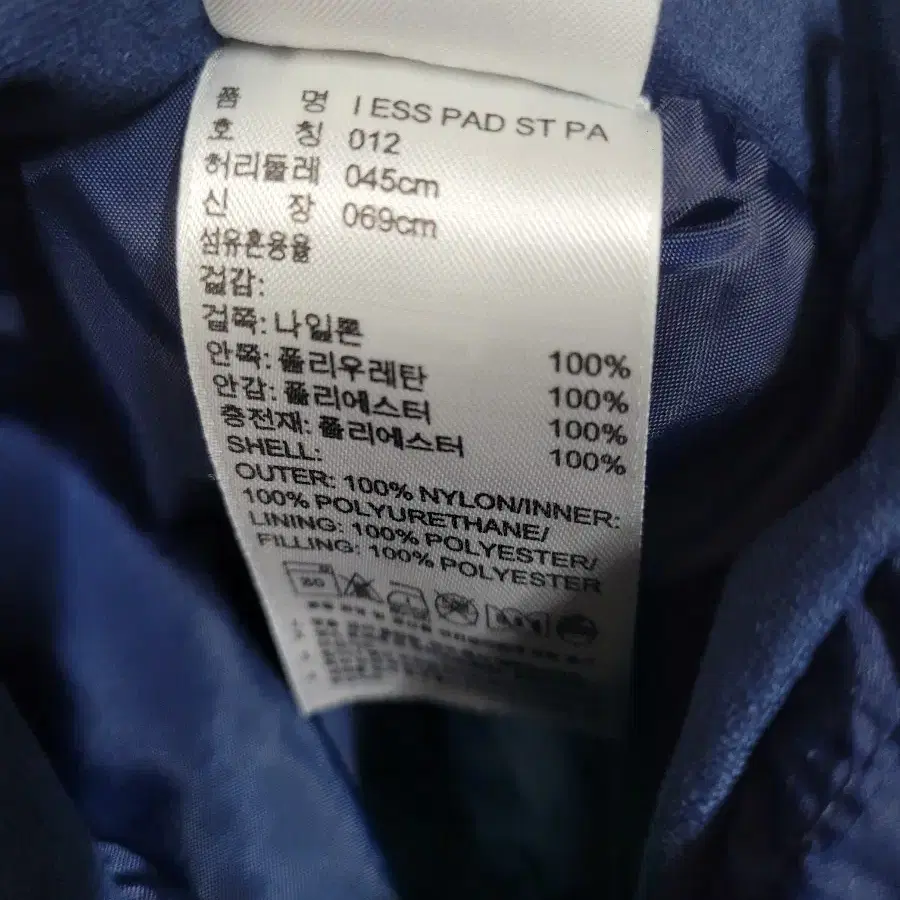 품 명 I ESS PAD ST PA
호 칭 012
허리둘레 045cm
신 장 069cm
섬유혼용율
겉감:
겉쪽: 나일론 100%
안쪽: 폴리우레탄 100%
안감: 폴리에스터 100%
충전재: 폴리에스터 100%
SHELL:
OUTER: 100% NYLON/INNER:
100% POLYURETHANE/
LINING: 100% POLYESTER/
FILLING: 100% POLYESTER